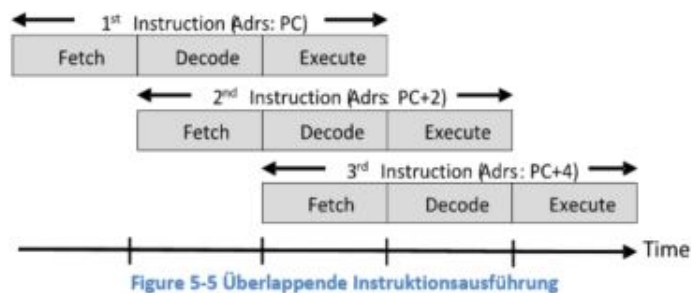 1st Instruction (Adrs: PC)
Fetch Decode Execute
2nd Instruction (Adrs: PC+2)
Fetch Decode Execute
3rd Instruction (Adrs: PC+4)
Fetch Decode Execute
Time
Figure 5-5 Überlappende Instruktionsausführung